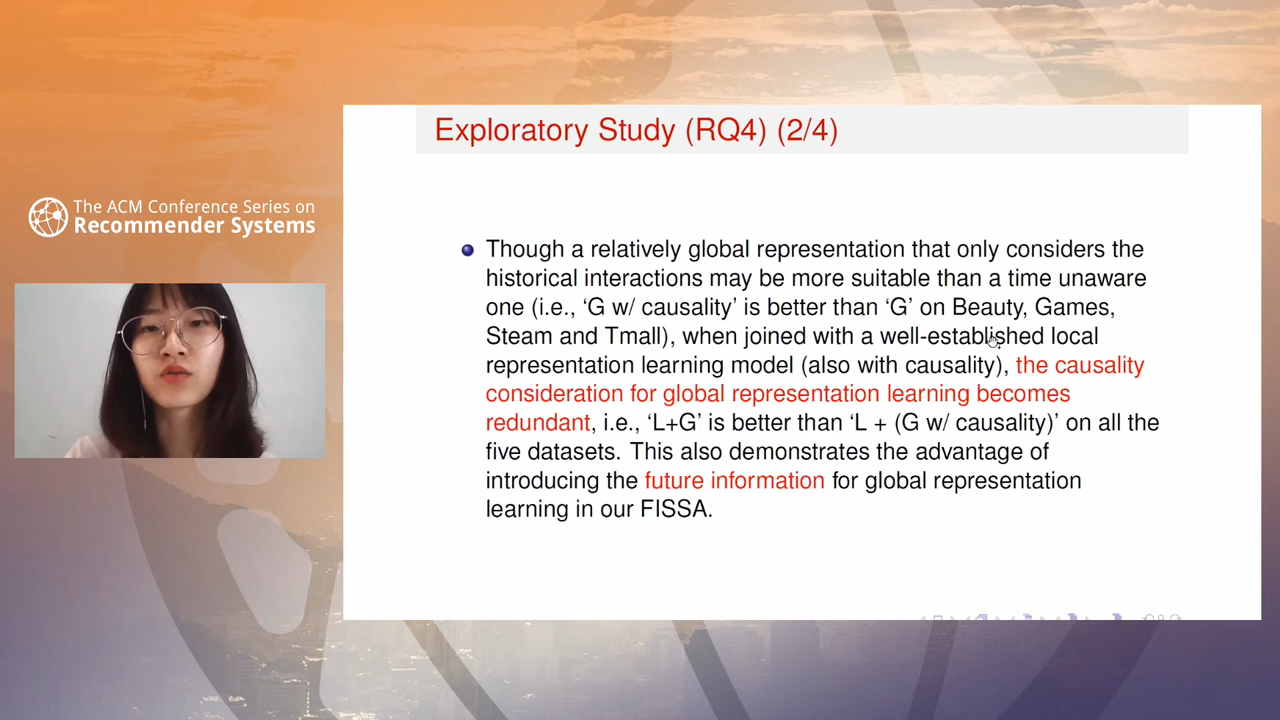 Exploratory Study (RQ4) (2/4)
The ACM Conference Series on
Recommender Systems
Though a relatively global representation that only considers the
historical interactions may be more suitable than a time unaware
one (i.e., ‘G w/ causality’ is better than ‘G’ on Beauty, Games,
Steam and Tmall), when joined with a well-established local
representation learning model (also with causality), the causality
consideration for global representation learning becomes
redundant, i.e., ‘L+G’ is better than ‘L + (G w/ causality)’ on all the
five datasets. This also demonstrates the advantage of
introducing the future information for global representation
learning in our FISSA.